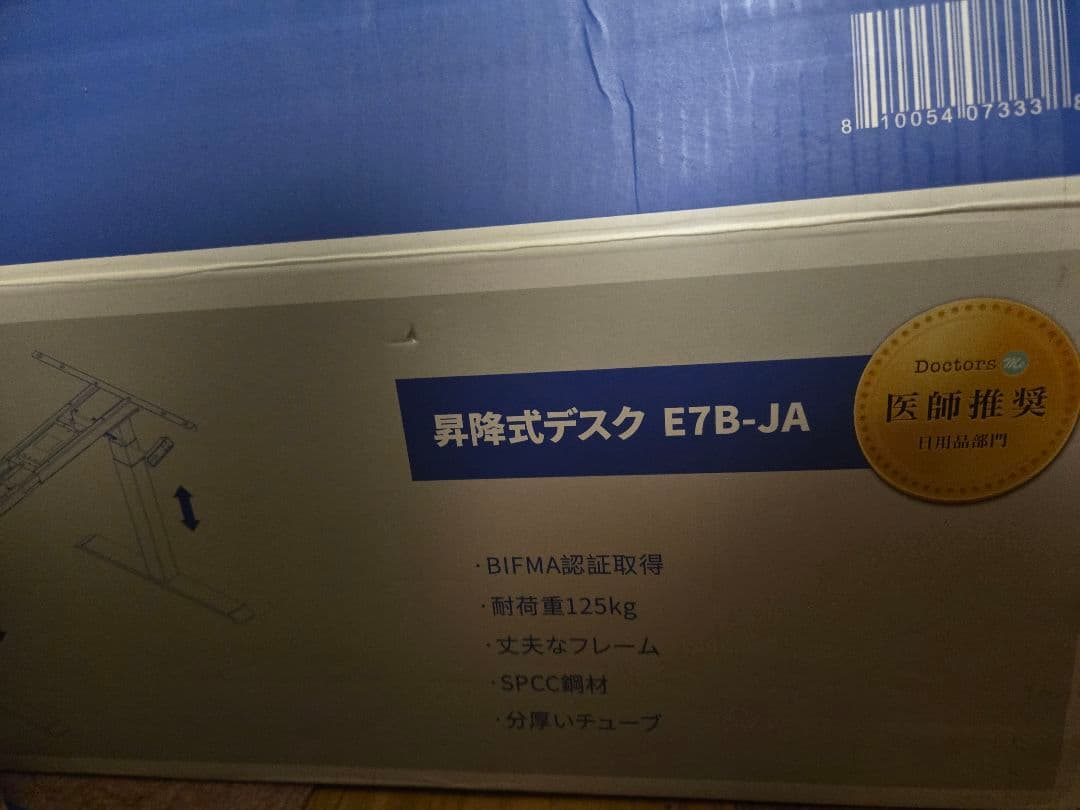 8 10054 07333 8
昇降式デスク E7B-JA
Doctors Me
医師推奨
日用品部門
・BIFMA認証取得
・耐荷重125kg
・丈夫なフレーム
・SPCC鋼材
・分厚いチューブ